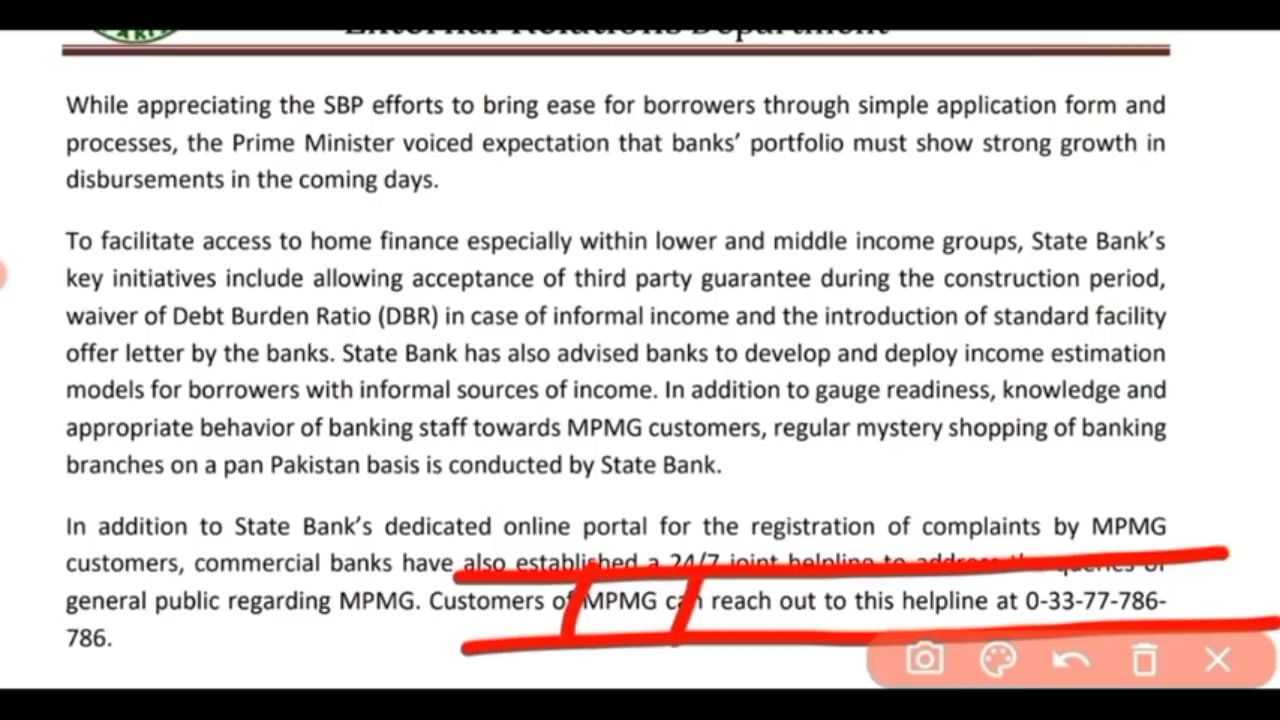 External Relations Department
While appreciating the SBP efforts to bring ease for borrowers through simple application form and
processes, the Prime Minister voiced expectation that banks’ portfolio must show strong growth in
disbursements in the coming days.
To facilitate access to home finance especially within lower and middle income groups, State Bank’s
key initiatives include allowing acceptance of third party guarantee during the construction period,
waiver of Debt Burden Ratio (DBR) in case of informal income and the introduction of standard facility
offer letter by the banks. State Bank has also advised banks to develop and deploy income estimation
models for borrowers with informal sources of income. In addition to gauge readiness, knowledge and
appropriate behavior of banking staff towards MPMG customers, regular mystery shopping of banking
branches on a pan Pakistan basis is conducted by State Bank.
In addition to State Bank’s dedicated online portal for the registration of complaints by MPMG
customers, commercial banks have also established a 24/7 joint helpline to address the queries of
general public regarding MPMG. Customers of MPMG can reach out to this helpline at 0-33-77-786-
786.